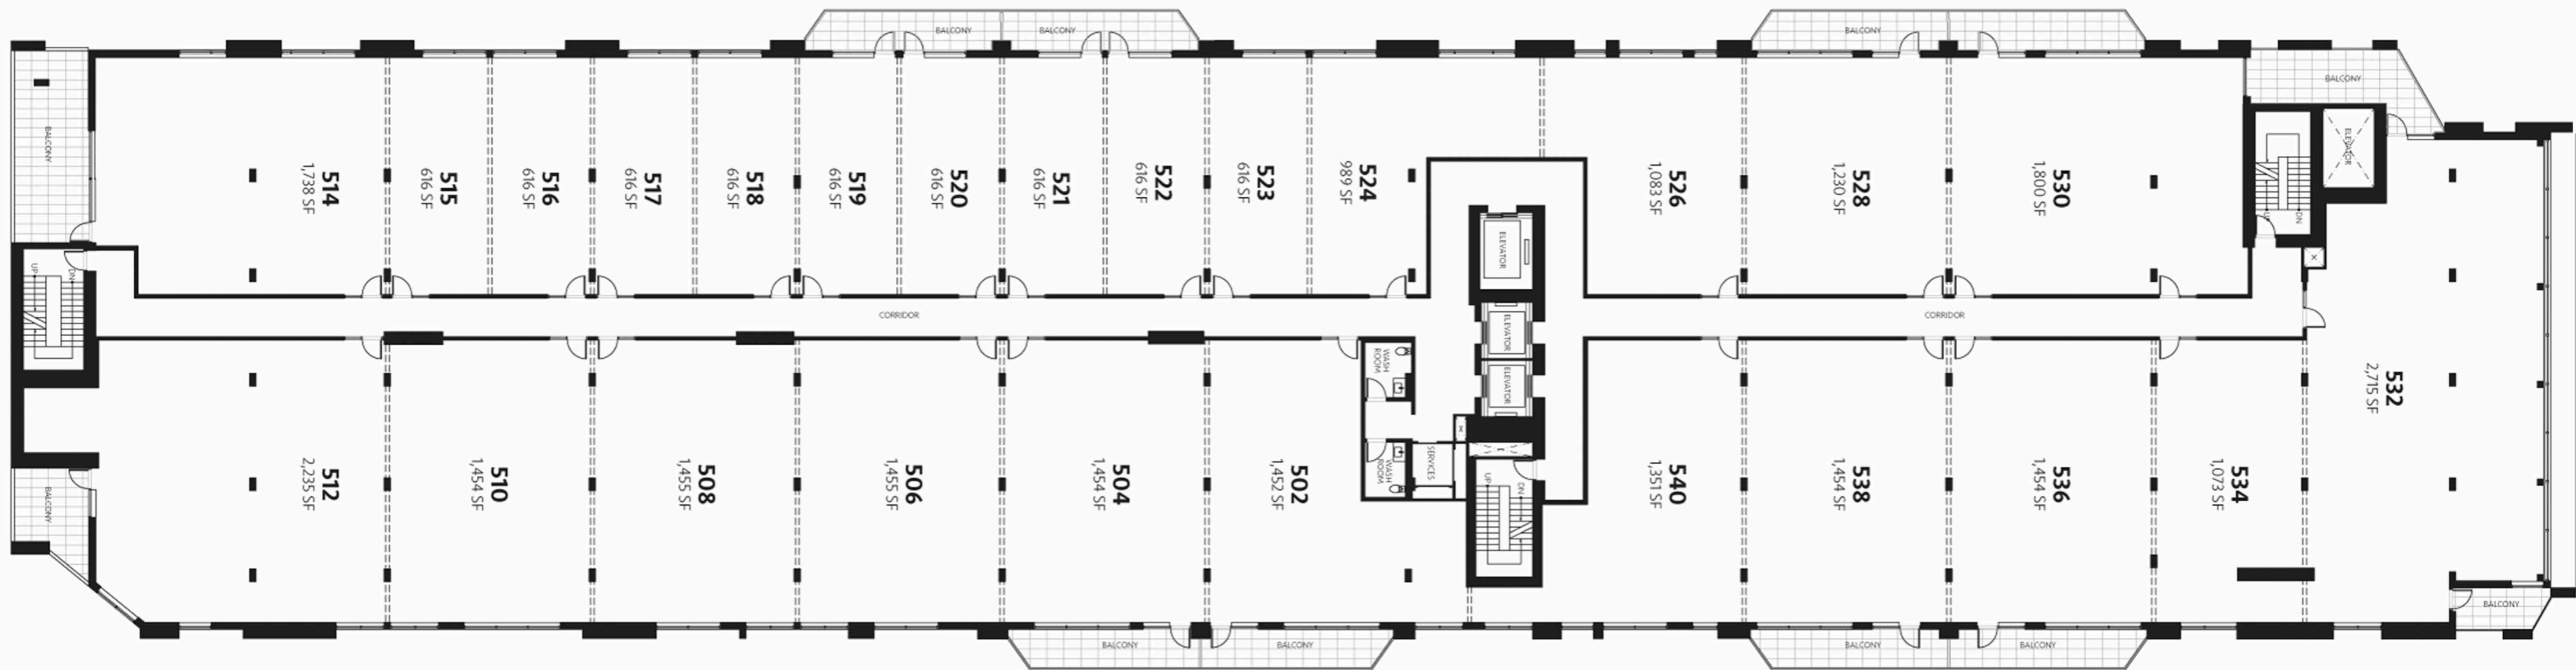 BALCONY
BALCONY
BALCONY
BALCONY
BALCONY
BALCONY
514
1,738 SF
515
616 SF
516
616 SF
517
616 SF
518
616 SF
519
616 SF
520
616 SF
521
616 SF
522
616 SF
523
616 SF
524
989 SF
526
1,083 SF
528
1,230 SF
530
1,800 SF
ELEVATOR
UP
DN
ELEVATOR
UP
DN
CORRIDOR
CORRIDOR
ELEVATOR
ELEVATOR
WASH
ROOM
WASH
ROOM
SERVICES
UP
DN
532
2,715 SF
512
2,235 SF
510
1,454 SF
508
1,455 SF
506
1,455 SF
504
1,454 SF
502
1,452 SF
540
1,351 SF
538
1,454 SF
536
1,454 SF
534
1,073 SF
BALCONY
BALCONY
BALCONY
BALCONY
BALCONY
BALCONY